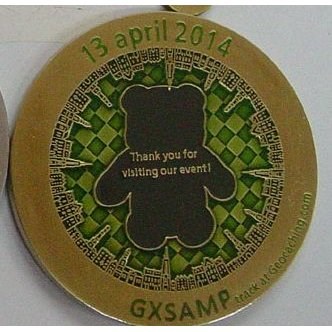 13 april 2014
Thank you for
visiting our event!
GXSAMP
track at Geocaching.com